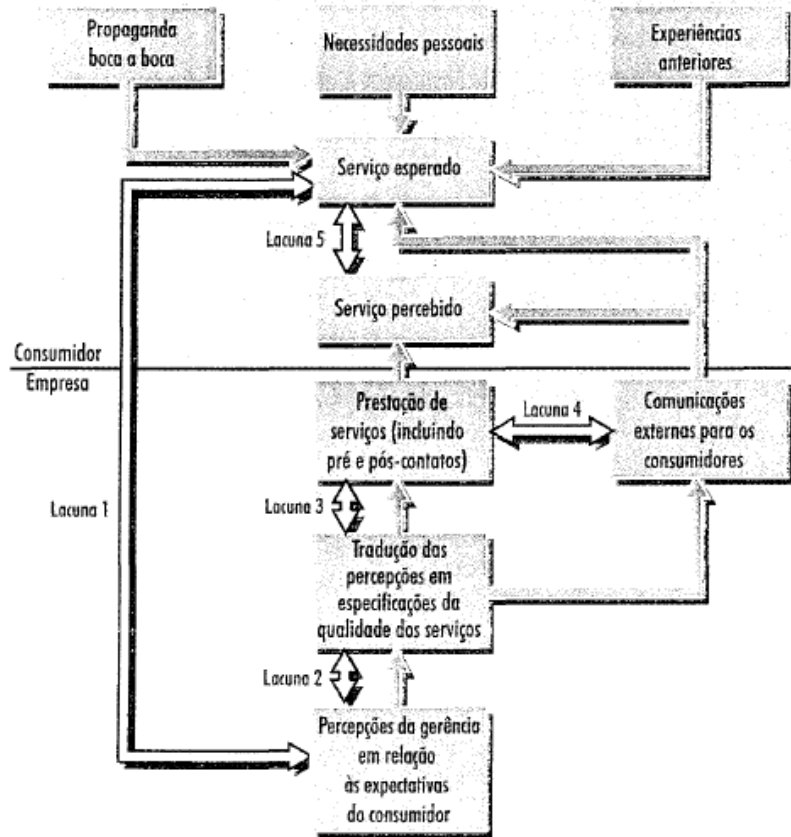 Propaganda
boca a boca
Necessidades pessoais
Experiências
anteriores
Serviço esperado
Lacuna 5
Serviço percebido
Consumidor
Empresa
Prestação de
serviços (incluindo
pré e pós-contatos)
Lacuna 4
Comunicações
externas para os
consumidores
Lacuna 1
Lacuna 3
Tradução das
percepções em
especificações da
qualidade dos serviços
Lacuna 2
Percepções da gerência
em relação
às expectativas
do consumidor